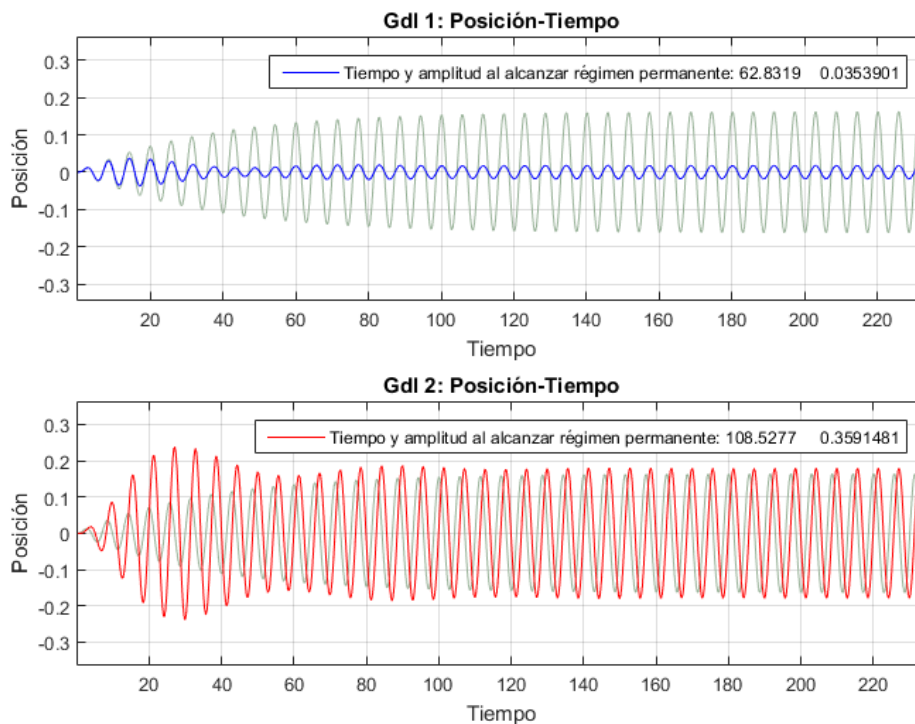 Gdl 1: Posición-Tiempo
Tiempo y amplitud al alcanzar régimen permanente: 62.8319 0.0353901
Posición
0.3
0.2
0.1
0
-0.1
-0.2
-0.3
20 40 60 80 100 120 140 160 180 200 220
Tiempo
Gdl 2: Posición-Tiempo
Tiempo y amplitud al alcanzar régimen permanente: 108.5277 0.3591481
Posición
0.3
0.2
0.1
0
-0.1
-0.2
-0.3
20 40 60 80 100 120 140 160 180 200 220
Tiempo